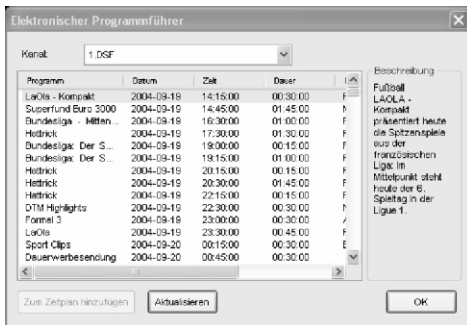 Elektronischer Programmführer
Kanal: 1.DSF
Programm Datum Zeit Dauer
LaOla - Kompakt 2004-09-19 14:15:00 00:30:00 F
Superfund Euro 3000 2004-09-19 14:45:00 01:45:00 N
Bundesliga - Mitten... 2004-09-19 16:30:00 01:00:00 F
Hattrick 2004-09-19 17:30:00 01:30:00 F
Bundesliga: Der S... 2004-09-19 19:00:00 00:15:00 F
Bundesliga: Der S... 2004-09-19 19:15:00 01:00:00 F
Hattrick 2004-09-19 20:15:00 00:15:00 F
Hattrick 2004-09-19 20:30:00 01:45:00 F
Hattrick 2004-09-19 22:15:00 00:15:00 F
DTM Highlights 2004-09-19 22:30:00 00:30:00 N
Formel 3 2004-09-19 23:00:00 00:30:00 A
LaOla 2004-09-19 23:30:00 00:45:00 F
Sport Clips 2004-09-20 00:15:00 00:30:00 E
Dauerwerbesendung 2004-09-20 00:45:00 00:30:00 N
Beschreibung
Fußball
LAOLA -
Kompakt
präsentiert heute
die Spitzenspiele
aus der
französischen
Liga: Im
Mittelpunkt steht
heute der 6.
Spieltag in der
Ligue 1.
Zum Zeitplan hinzufügen Aktualisieren OK